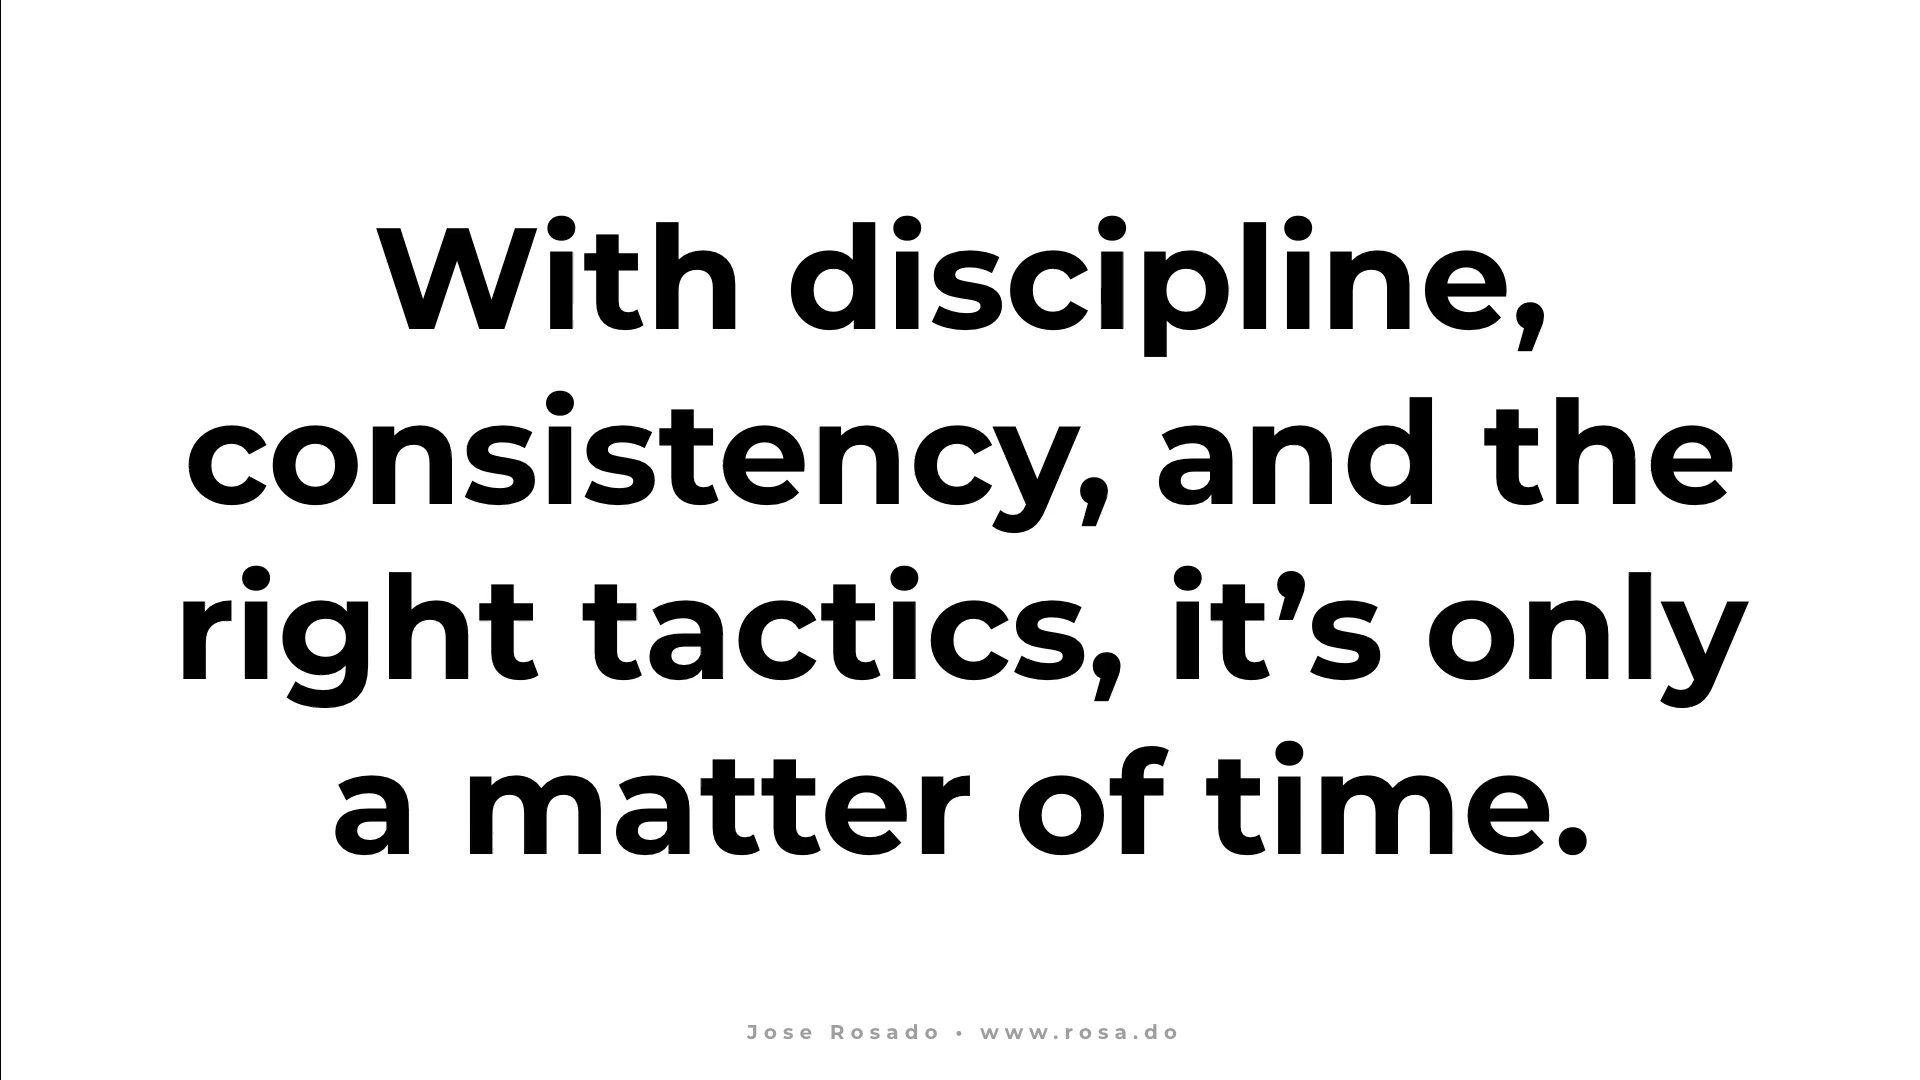 With discipline,
consistency, and the
right tactics, it’s only
a matter of time.
Jose Rosado • www.rosa.do